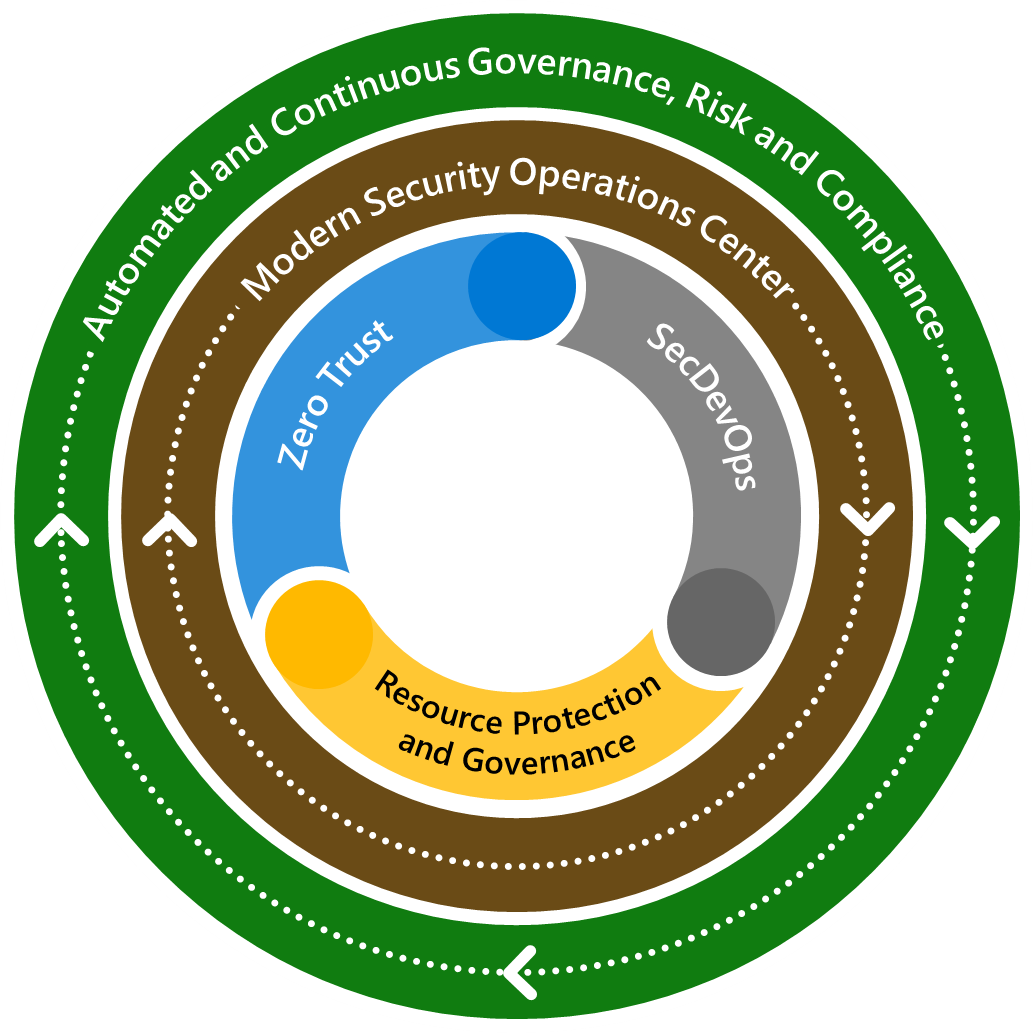 Automated and Continuous Governance, Risk and Compliance
Modern Security Operations Center
Zero Trust
SecDevOps
Resource Protection
and Governance